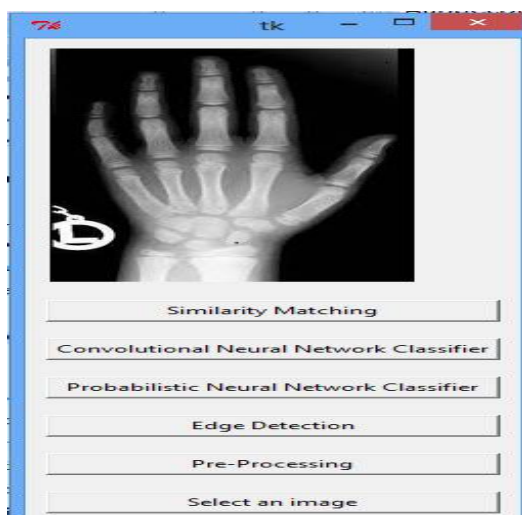 tk
L
Similarity Matching
Convolutional Neural Network Classifier
Probabilistic Neural Network Classifier
Edge Detection
Pre-Processing
Select an image